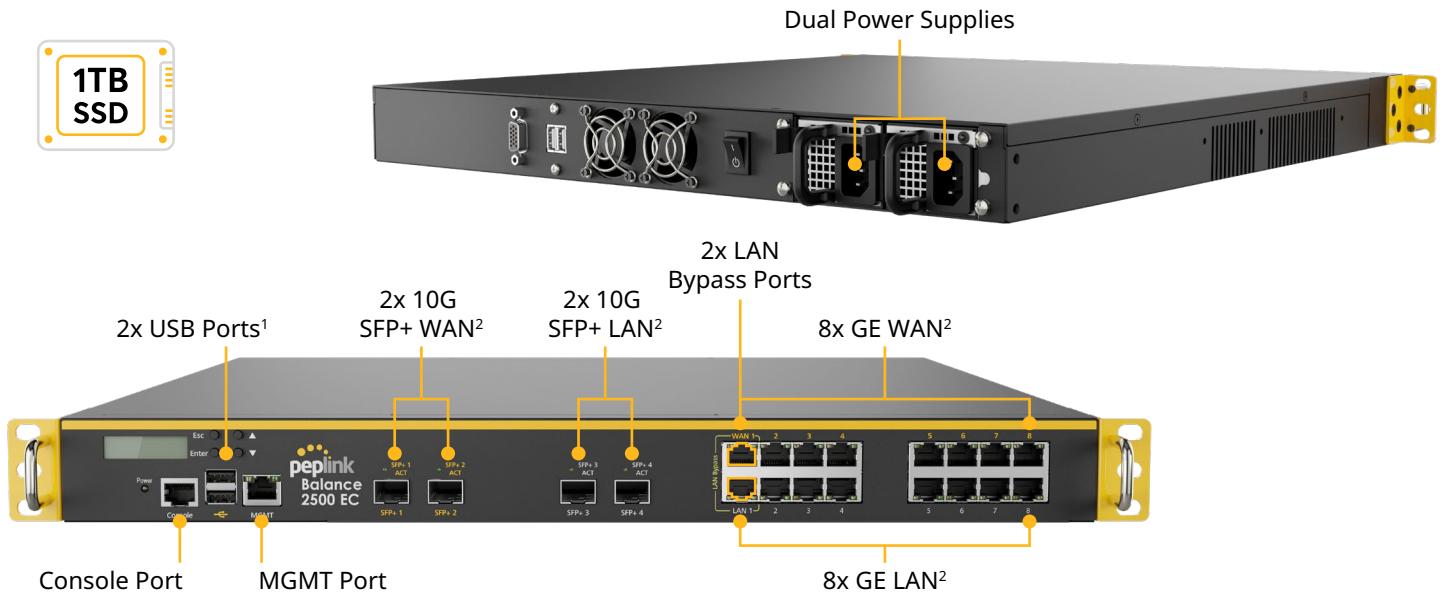 Dual Power Supplies
1TB
SSD
2x LAN
Bypass Ports
2x 10G
SFP+ WAN²
2x 10G
SFP+ LAN²
2x USB Ports¹
8x GE WAN²
Esc
Enter
Power
Console
MGMT
peplink
Balance
2500 EC
SFP+ 1
ACT
SFP+ 2
ACT
SFP+ 3
ACT
SFP+ 4
ACT
SFP+ 1
SFP+ 2
SFP+ 3
SFP+ 4
LAN Bypass
WAN 1 2 3 4 5 6 7 8
LAN 1 2 3 4 5 6 7 8
Console Port
MGMT Port
8x GE LAN²